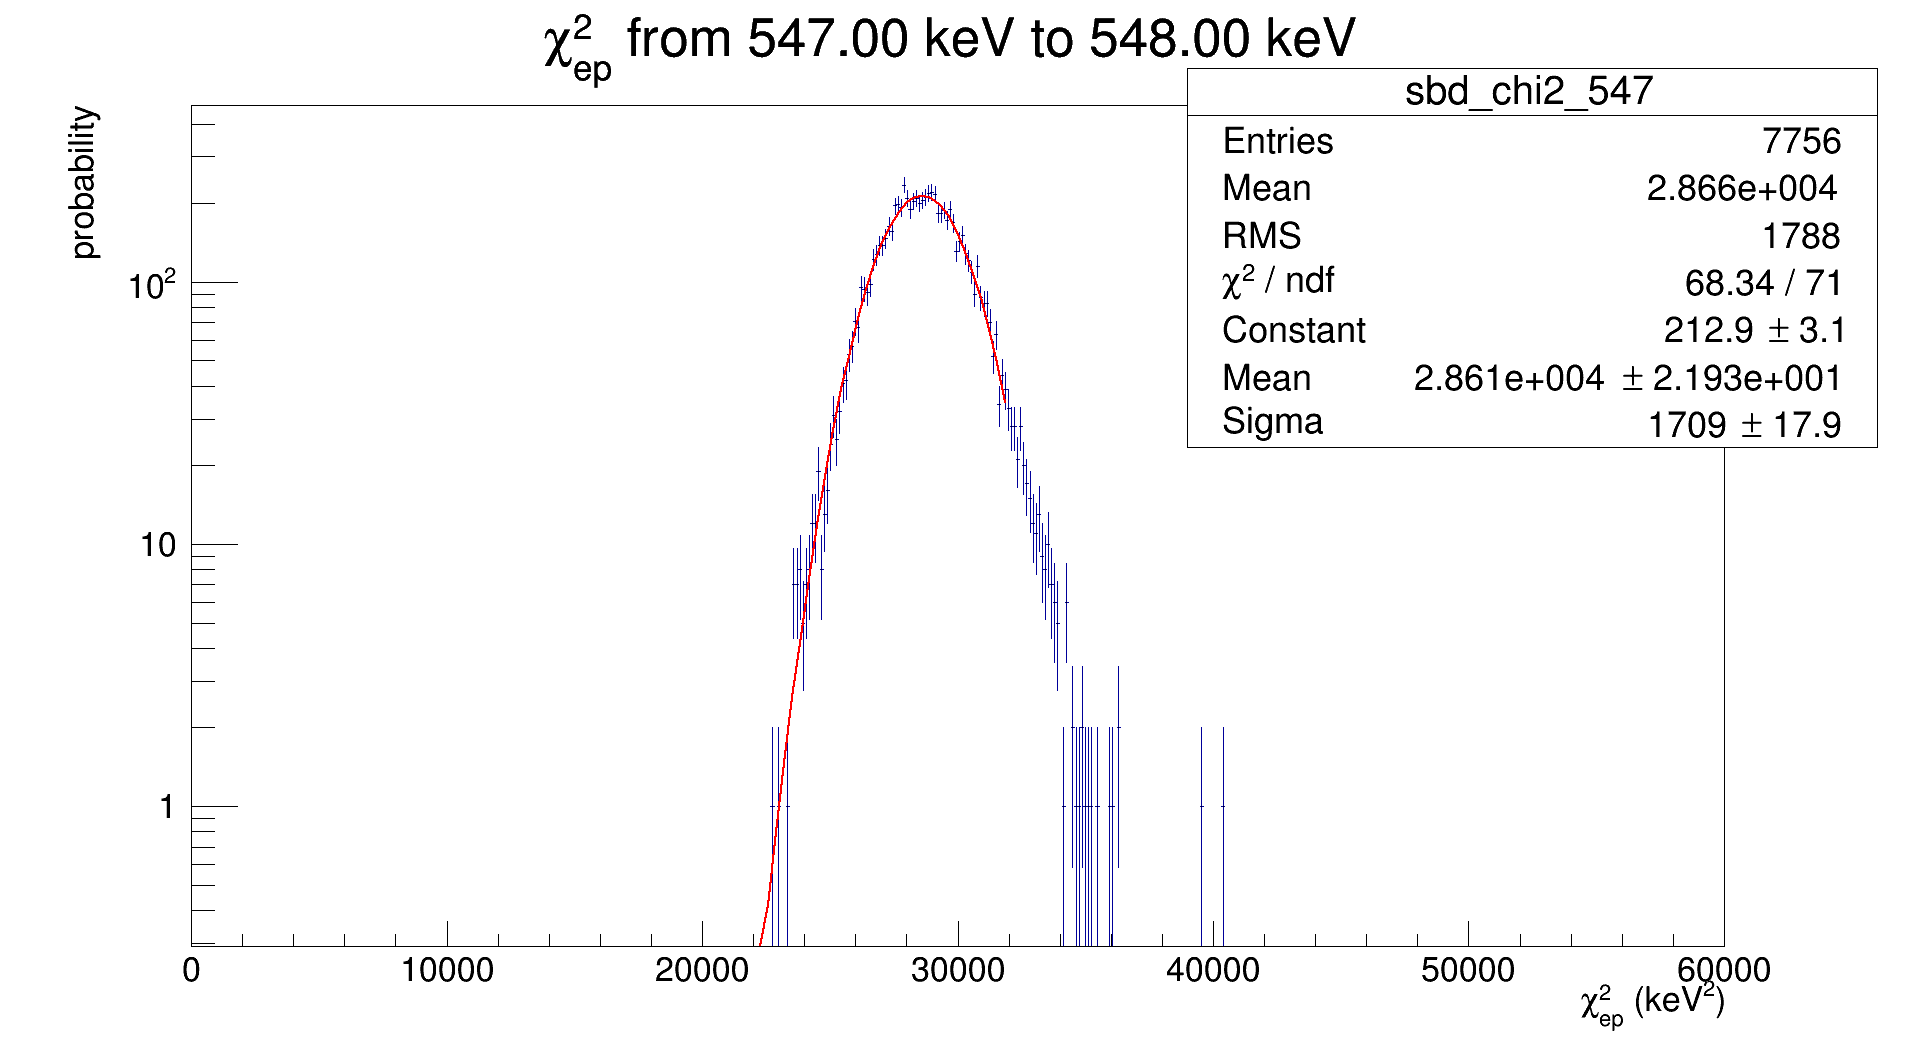 χ²ep from 547.00 keV to 548.00 keV
sbd_chi2_547
Entries 7756
Mean 2.866e+004
RMS 1788
χ² / ndf 68.34 / 71
Constant 212.9 ± 3.1
Mean 2.861e+004 ± 2.193e+001
Sigma 1709 ± 17.9
probability
10²
10
1
0 10000 20000 30000 40000 50000 60000
χ²ep (keV²)